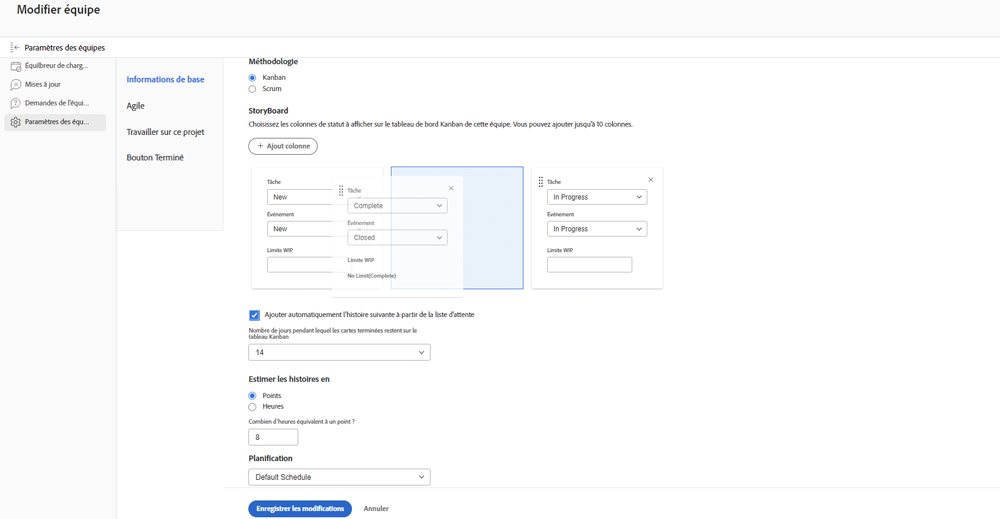 Modifier équipe
Paramètres des équipes
Équilibreur de charg...
Mises à jour
Demandes de l'équi...
Paramètres des équ...
Informations de base
Agile
Travailler sur ce projet
Bouton Terminé
Méthodologie
Kanban
Scrum
StoryBoard
Choisissez les colonnes de statut à afficher sur le tableau de bord Kanban de cette équipe. Vous pouvez ajouter jusqu'à 10 colonnes.
Ajout colonne
Tâche
New
Événement
New
Limite WIP
Tâche
Complete
Événement
Closed
Limite WIP
No Limit(Complete)
Tâche
In Progress
Événement
In Progress
Limite WIP
Ajouter automatiquement l'histoire suivante à partir de la liste d'attente
Nombre de jours pendant lequel les cartes terminées restent sur le
tableau Kanban
14
Estimer les histoires en
Points
Heures
Combien d'heures équivalent à un point ?
8
Planification
Default Schedule
Enregistrer les modifications
Annuler